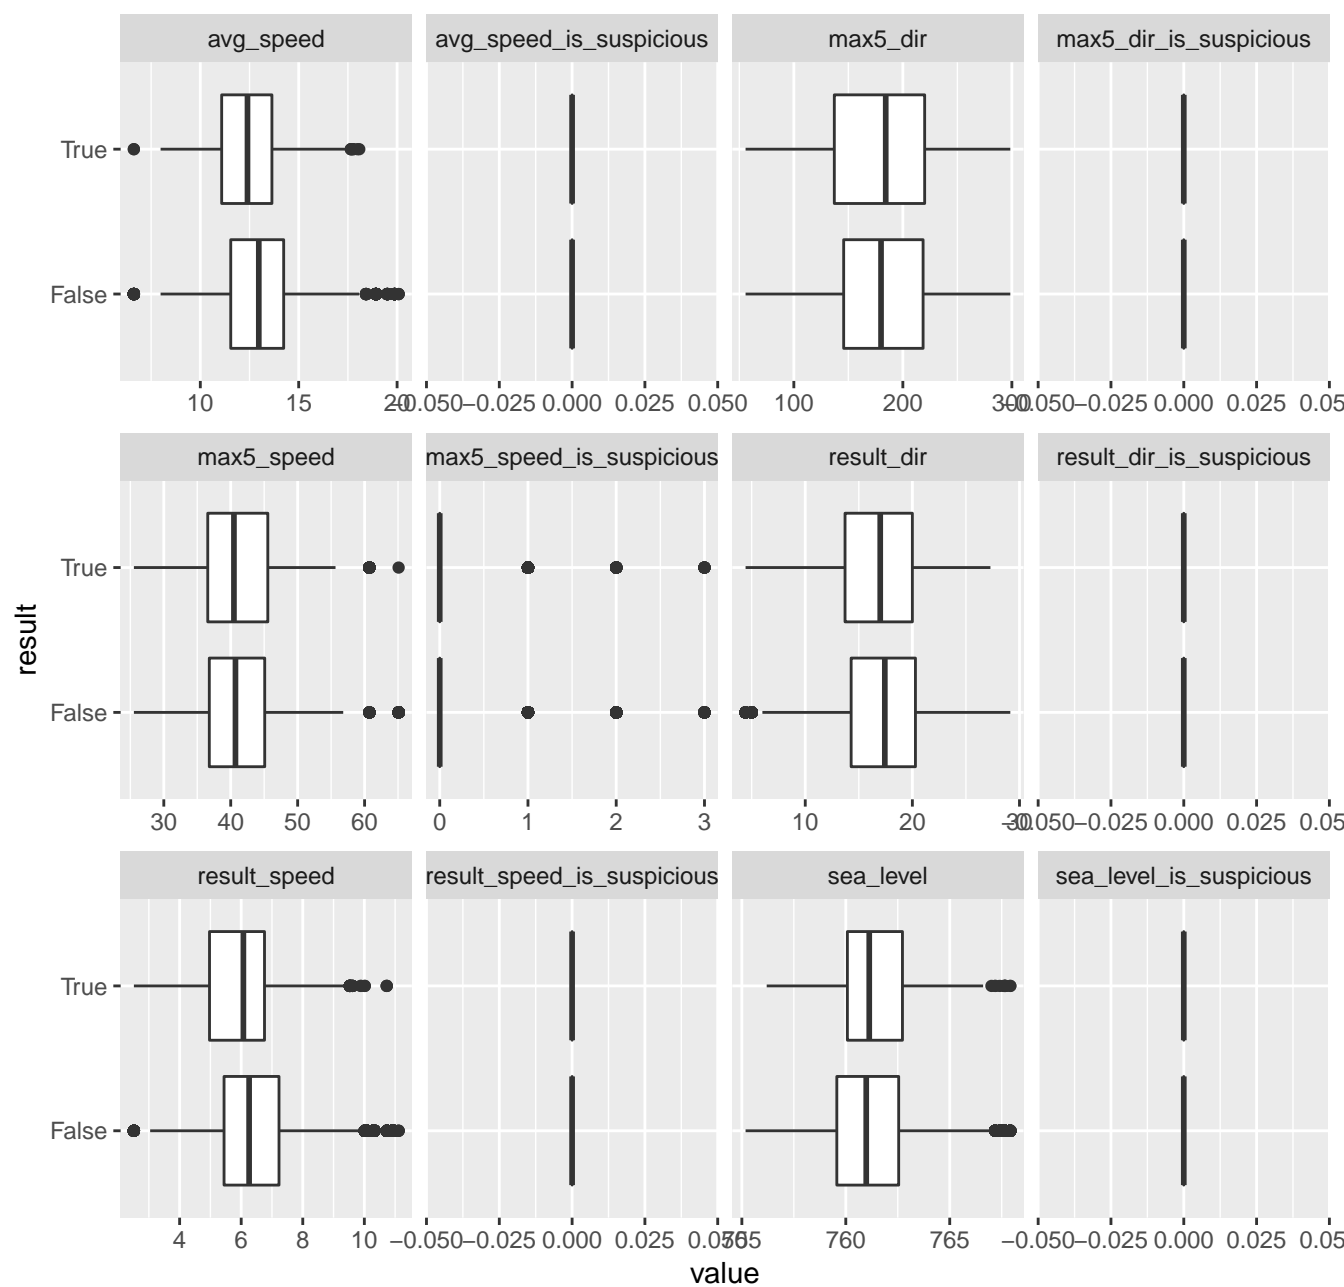 avg_speed avg_speed_is_suspicious max5_dir max5_dir_is_suspicious
True
False
10 15 20 −0.050 −0.025 0.000 0.025 0.050 100 200 300 −0.050 −0.025 0.000 0.025 0.05
max5_speed max5_speed_is_suspicious result_dir result_dir_is_suspicious
True
result
False
30 40 50 60 0 1 2 3 10 20 30 −0.050 −0.025 0.000 0.025 0.05
result_speed result_speed_is_suspicious sea_level sea_level_is_suspicious
True
False
4 6 8 10 −0.050 −0.025 0.000 0.025 0.050 755 760 765 −0.050 −0.025 0.000 0.025 0.05
value